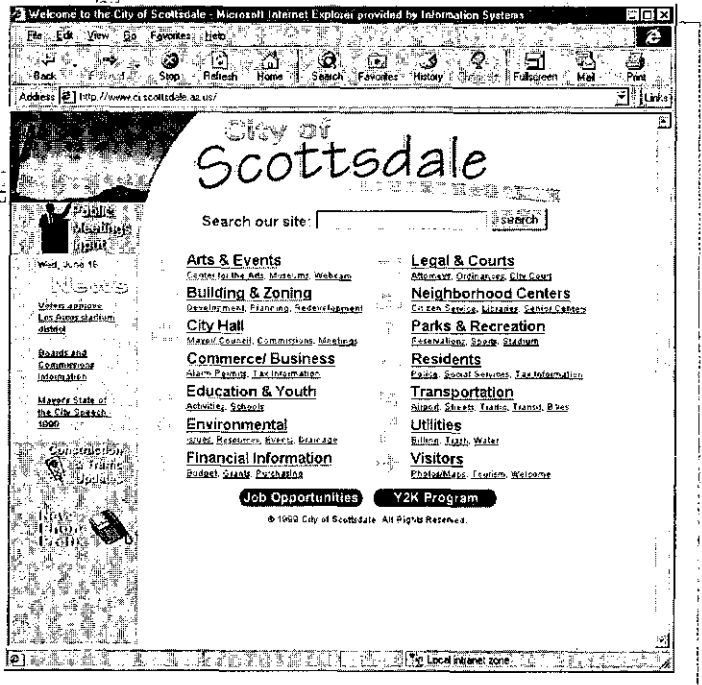 Welcome to the City of Scottsdale - Microsoft Internet Explorer provided by Information Systems
File Edit View Go Favorites Help
Back Stop Refresh Home Search Favorites History Fullscreen Mail Print
Address http://www.ci.scottsdale.az.us/ Links
City of
Scottsdale
Search our site: search
Public
Meetings
Input
Wed, June 16
News
Voters approve
Los Arcos stadium
district
Boards and
Commissions
Information
Mayor's State of
the City Speech
1999
Construction
& Traffic
Updates
Arts & Events
Center for the Arts, Museums, Webcam
Building & Zoning
Development, Planning, Redevelopment
City Hall
Mayor/ Council, Commissions, Meetings
Commerce/ Business
Alarm Permits, Tax Information
Education & Youth
Activities, Schools
Environmental
Issues, Resources, Events, Drainage
Financial Information
Budget, Grants, Purchasing
Legal & Courts
Attorneys, Ordinances, City Court
Neighborhood Centers
Citizen Service, Libraries, Senior Centers
Parks & Recreation
Reservations, Sports, Stadium
Residents
Police, Social Services, Tax Information
Transportation
Airport, Streets, Traffic, Transit, Bikes
Utilities
Billing, Trash, Water
Visitors
Photos/Maps, Tourism, Welcome
Job Opportunities Y2K Program
© 1999 City of Scottsdale. All Rights Reserved.
Local intranet zone